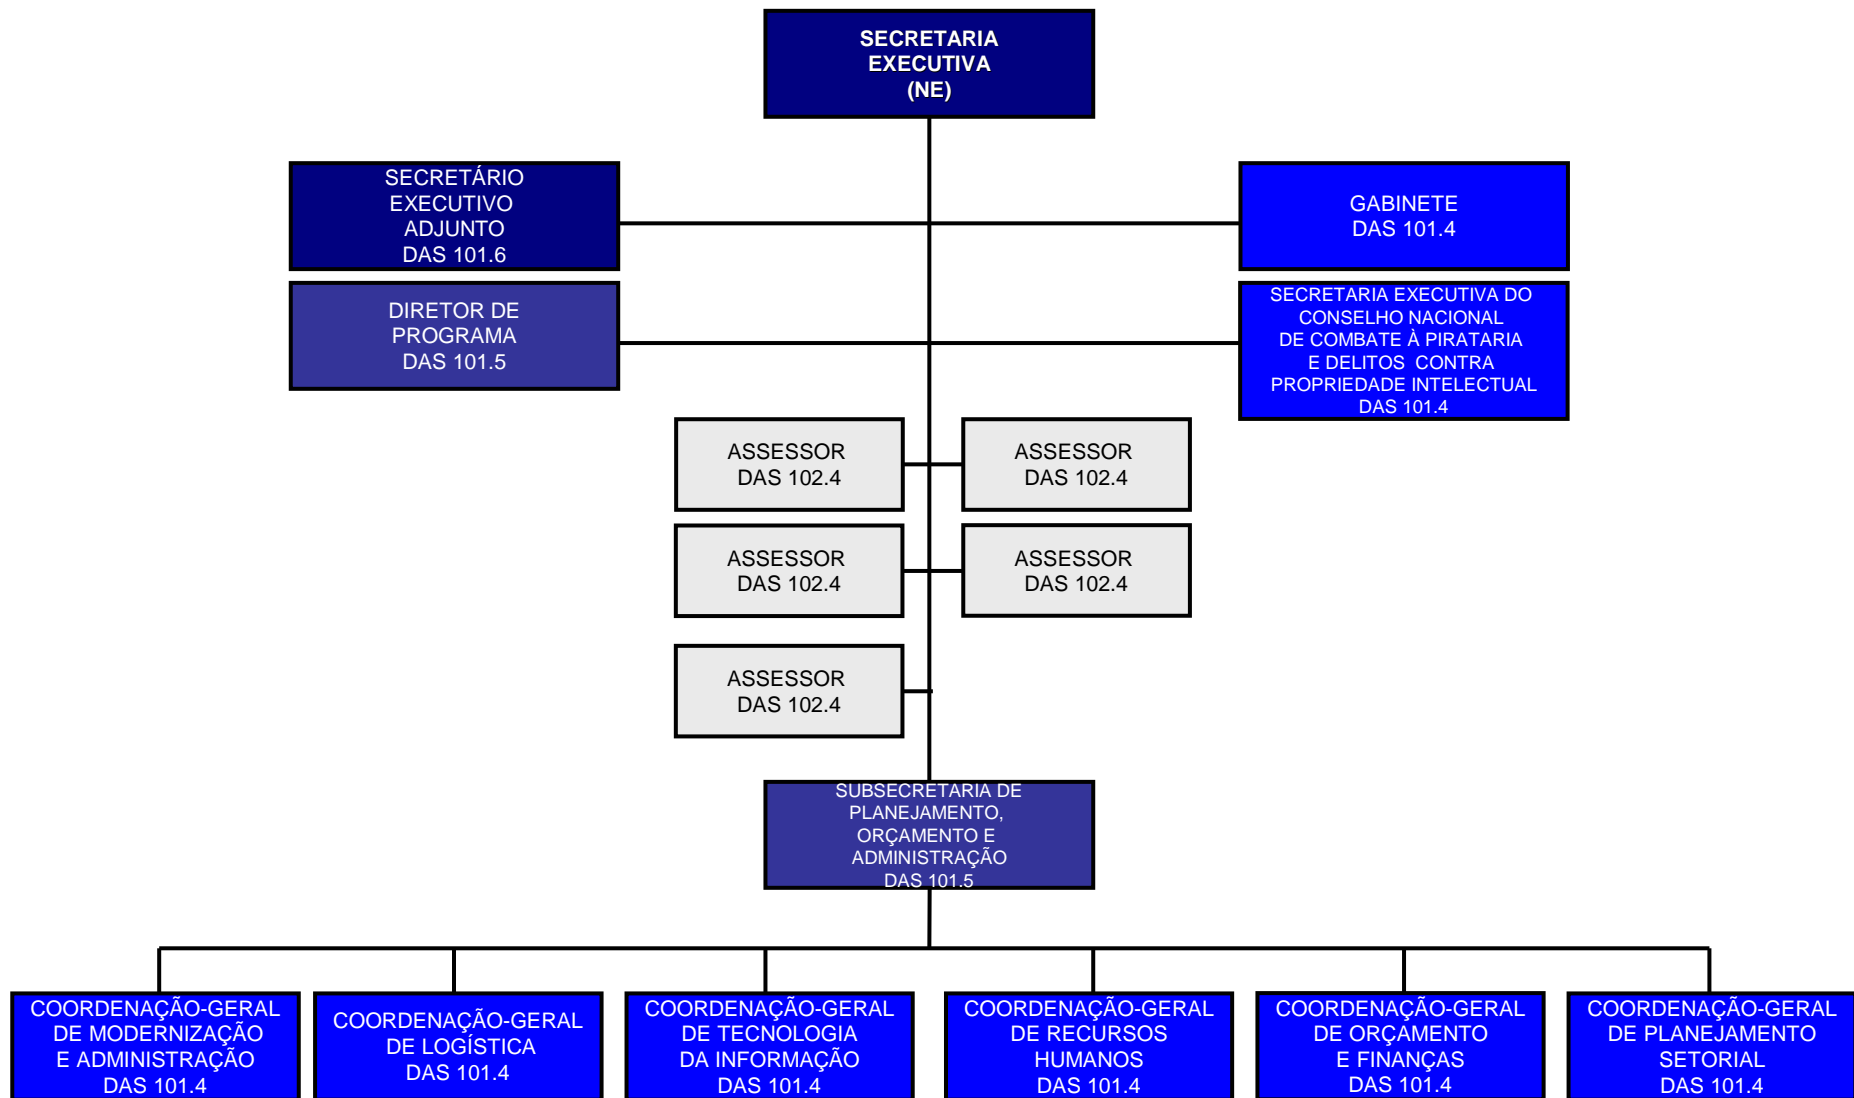 SECRETARIA
EXECUTIVA
(NE)
SECRETÁRIO
EXECUTIVO
ADJUNTO
DAS 101.6
GABINETE
DAS 101.4
DIRETOR DE
PROGRAMA
DAS 101.5
SECRETARIA EXECUTIVA DO
CONSELHO NACIONAL
DE COMBATE À PIRATARIA
E DELITOS CONTRA
PROPRIEDADE INTELECTUAL
DAS 101.4
ASSESSOR
DAS 102.4
ASSESSOR
DAS 102.4
ASSESSOR
DAS 102.4
ASSESSOR
DAS 102.4
ASSESSOR
DAS 102.4
SUBSECRETARIA DE
PLANEJAMENTO,
ORÇAMENTO E
ADMINISTRAÇÃO
DAS 101.5
COORDENAÇÃO-GERAL
DE MODERNIZAÇÃO
E ADMINISTRAÇÃO
DAS 101.4
COORDENAÇÃO-GERAL
DE LOGÍSTICA
DAS 101.4
COORDENAÇÃO-GERAL
DE TECNOLOGIA
DA INFORMAÇÃO
DAS 101.4
COORDENAÇÃO-GERAL
DE RECURSOS
HUMANOS
DAS 101.4
COORDENAÇÃO-GERAL
DE ORÇAMENTO
E FINANÇAS
DAS 101.4
COORDENAÇÃO-GERAL
DE PLANEJAMENTO
SETORIAL
DAS 101.4